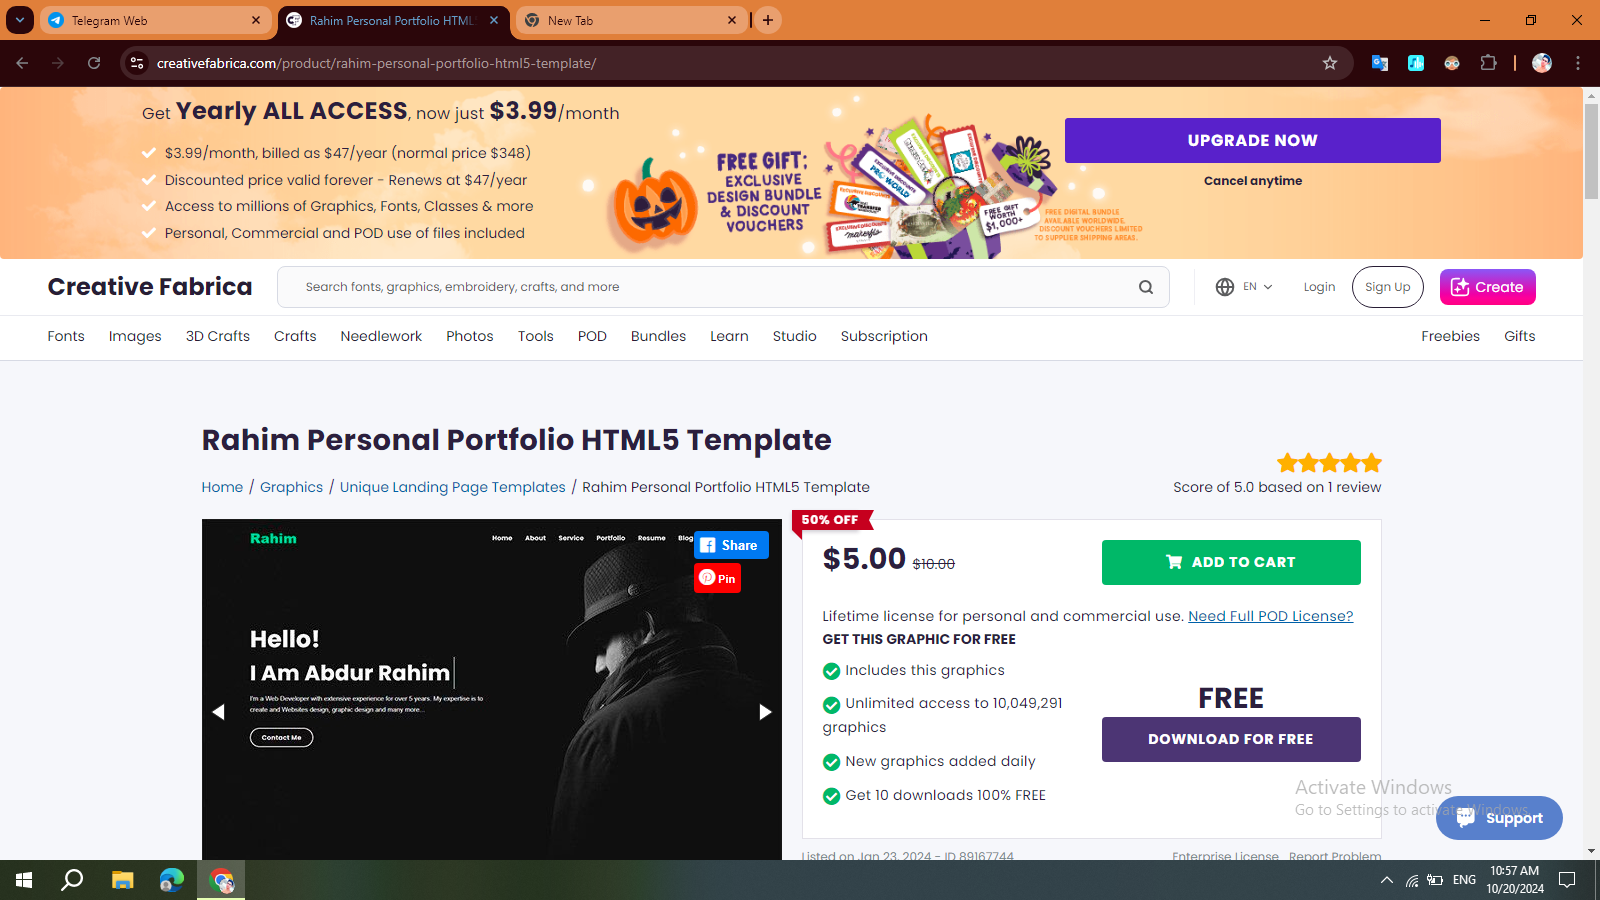 Telegram Web
Rahim Personal Portfolio HTML
New Tab
creativefabrica.com/product/rahim-personal-portfolio-html5-template/
Get Yearly ALL ACCESS, now just $3.99/month
$3.99/month, billed as $47/year (normal price $348)
Discounted price valid forever - Renews at $47/year
Access to millions of Graphics, Fonts, Classes & more
Personal, Commercial and POD use of files included
FREE GIFT:
EXCLUSIVE
DESIGN BUNDLE
& DISCOUNT
VOUCHERS
FREE GIFT
WORTH
$1,000+
FREE DIGITAL BUNDLE
AVAILABLE WORLDWIDE,
DISCOUNT VOUCHERS LIMITED
TO SUPPLIER SHIPPING AREAS.
UPGRADE NOW
Cancel anytime
Creative Fabrica
Search fonts, graphics, embroidery, crafts, and more
EN
Login
Sign Up
Create
Fonts Images 3D Crafts Crafts Needlework Photos Tools POD Bundles Learn Studio Subscription Freebies Gifts
Rahim Personal Portfolio HTML5 Template
Home / Graphics / Unique Landing Page Templates / Rahim Personal Portfolio HTML5 Template
Score of 5.0 based on 1 review
Rahim
Home About Service Portfolio Resume Blog
Share
Pin
Hello!
I Am Abdur Rahim
I'm a Web Developer with extensive experience for over 5 years. My expertise is to
create and Websites design, graphic design and many more...
Contact Me
50% OFF
$5.00 $10.00
ADD TO CART
Lifetime license for personal and commercial use. Need Full POD License?
GET THIS GRAPHIC FOR FREE
Includes this graphics
Unlimited access to 10,049,291
graphics
New graphics added daily
Get 10 downloads 100% FREE
FREE
DOWNLOAD FOR FREE
Activate Windows
Go to Settings to activate Windows.
Support
Listed on Jan 23, 2024 - ID 89167744
Enterprise License Report Problem
ENG
10:57 AM
10/20/2024